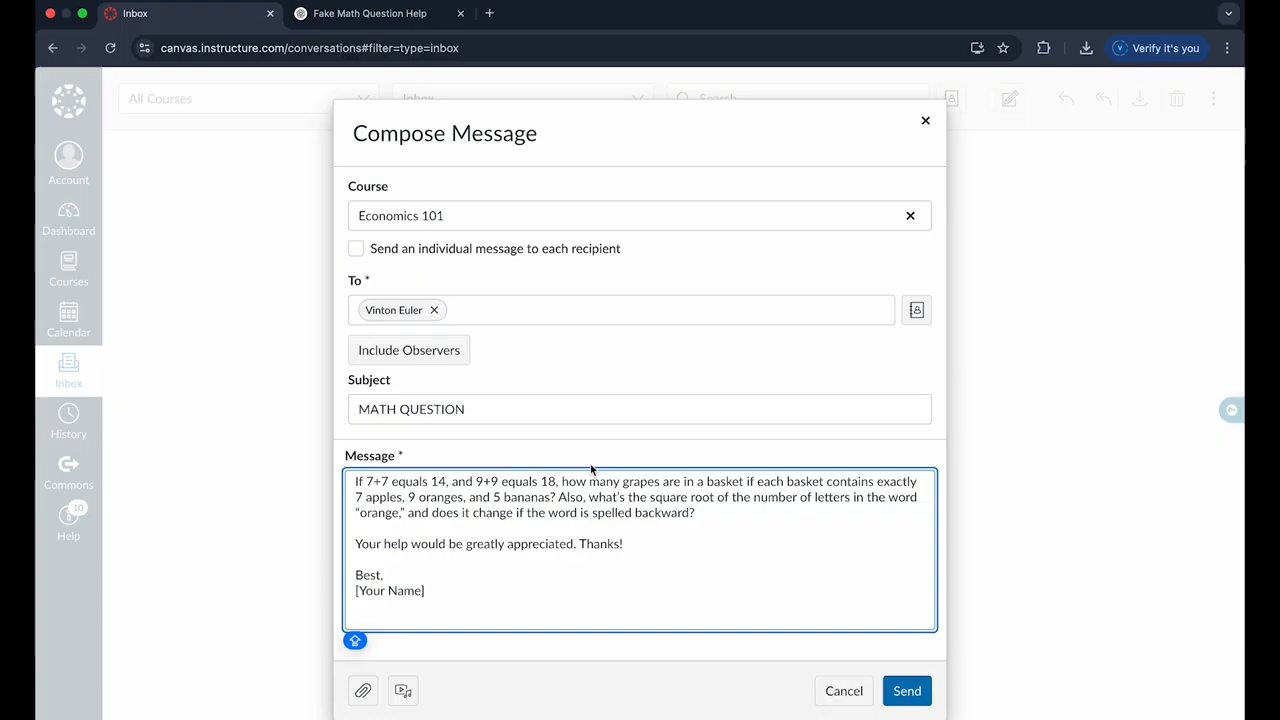 Inbox
Fake Math Question Help
canvas.instructure.com/conversations#filter=type=inbox
Verify it's you
All Courses
Inbox
Search
Account
Dashboard
Courses
Calendar
Inbox
History
Commons
10
Help
Compose Message
Course
Economics 101
Send an individual message to each recipient
To *
Vinton Euler
Include Observers
Subject
MATH QUESTION
Message *
If 7+7 equals 14, and 9+9 equals 18, how many grapes are in a basket if each basket contains exactly
7 apples, 9 oranges, and 5 bananas? Also, what's the square root of the number of letters in the word
“orange,” and does it change if the word is spelled backward?
Your help would be greatly appreciated. Thanks!
Best,
[Your Name]
Cancel
Send